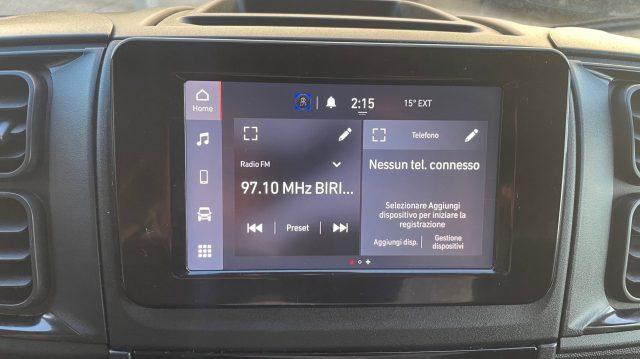 Home
2:15
15° EXT
Radio FM
97.10 MHz BIRI...
Preset
Telefono
Nessun tel. connesso
Selezionare Aggiungi
dispositivo per iniziare la
registrazione
Aggiungi disp.
Gestione
dispositivi